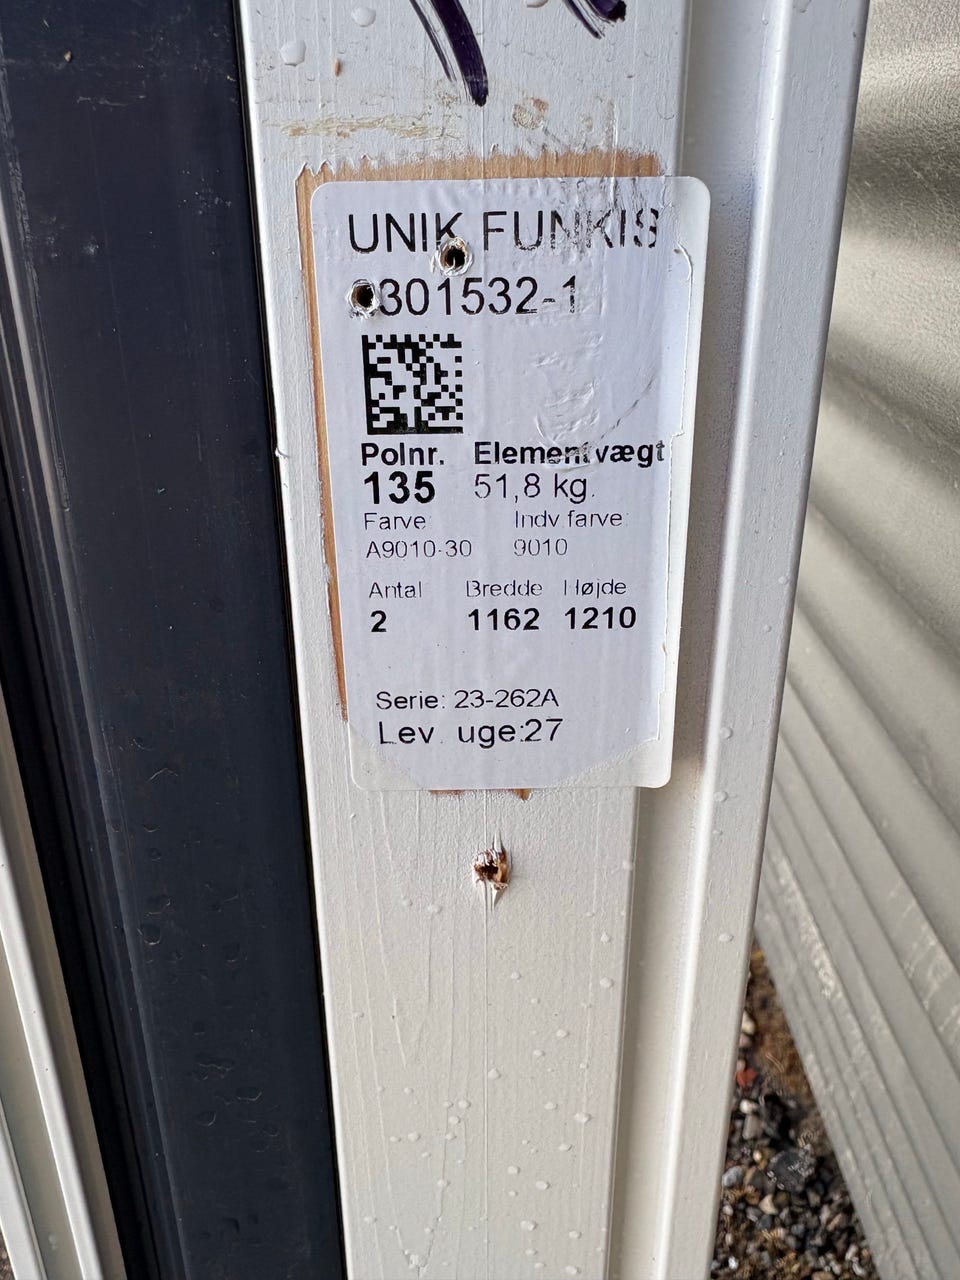 UNIK FUNKIS
301532-1
Polnr. Elementvægt
135 51,8 kg.
Farve: Indv farve:
A9010-30 9010
Antal Bredde Højde
2 1162 1210
Serie: 23-262A
Lev. uge:27